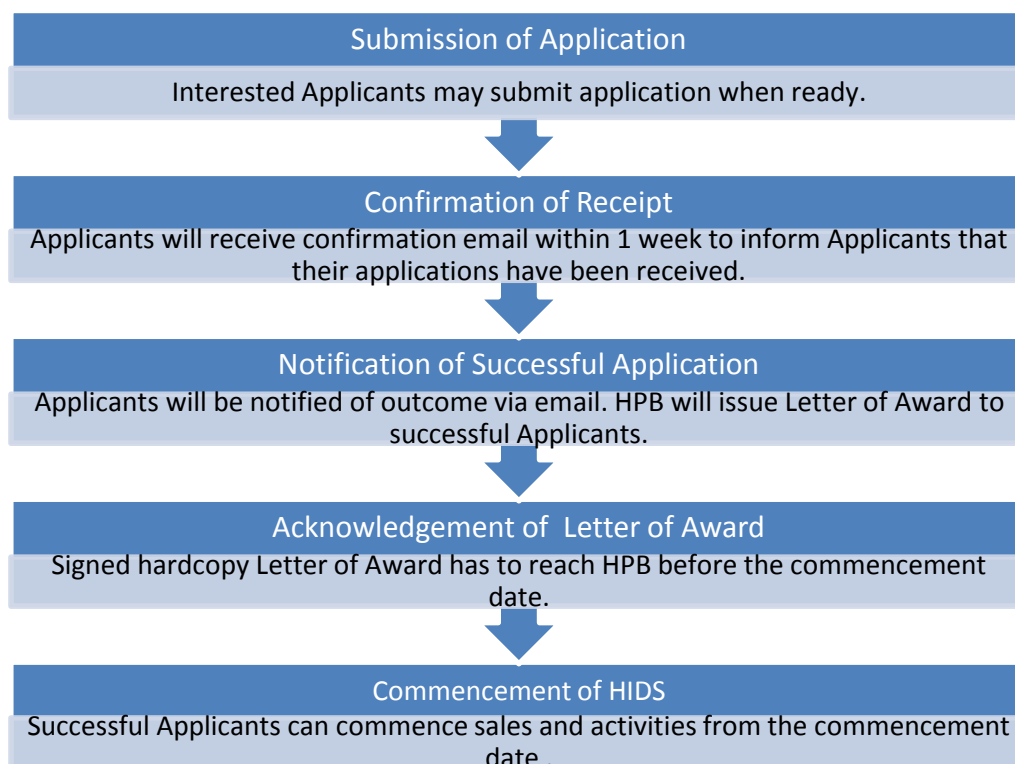 Submission of Application
Interested Applicants may submit application when ready.
Confirmation of Receipt
Applicants will receive confirmation email within 1 week to inform Applicants that
their applications have been received.
Notification of Successful Application
Applicants will be notified of outcome via email. HPB will issue Letter of Award to
successful Applicants.
Acknowledgement of  Letter of Award
Signed hardcopy Letter of Award has to reach HPB before the commencement
date.
Commencement of HIDS
Successful Applicants can commence sales and activities from the commencement
date .